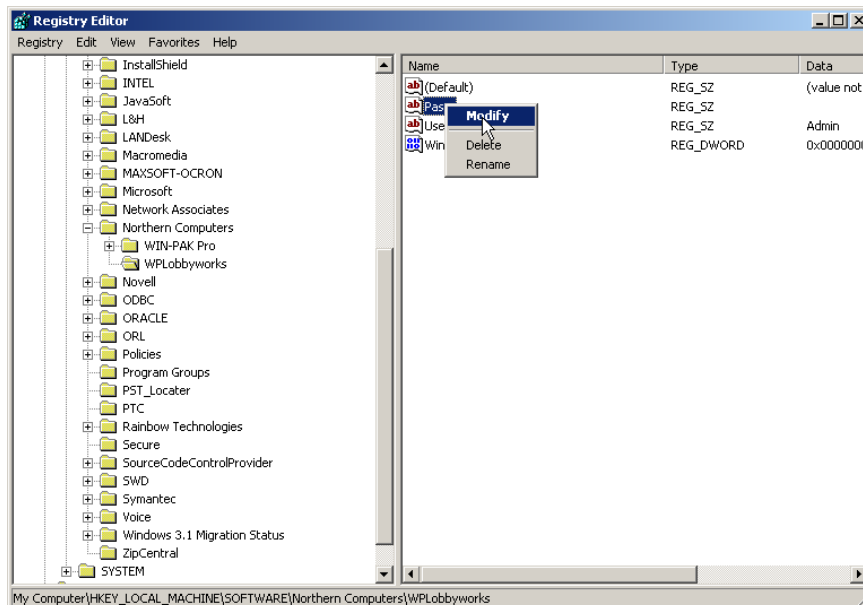 Registry Editor
Registry Edit View Favorites Help
InstallShield
INTEL
JavaSoft
L&H
LANDesk
Macromedia
MAXSOFT-OCRON
Microsoft
Network Associates
Northern Computers
WIN-PAK Pro
WPLobbyworks
Novell
ODBC
ORACLE
ORL
Policies
Program Groups
PST_Locater
PTC
Rainbow Technologies
Secure
SourceCodeControlProvider
SWD
Symantec
Voice
Windows 3.1 Migration Status
ZipCentral
SYSTEM
Name Type Data
(Default) REG_SZ (value not
Pas REG_SZ
Use REG_SZ Admin
Win REG_DWORD 0x0000000
Modify
Delete
Rename
My Computer\HKEY_LOCAL_MACHINE\SOFTWARE\Northern Computers\WPLobbyworks